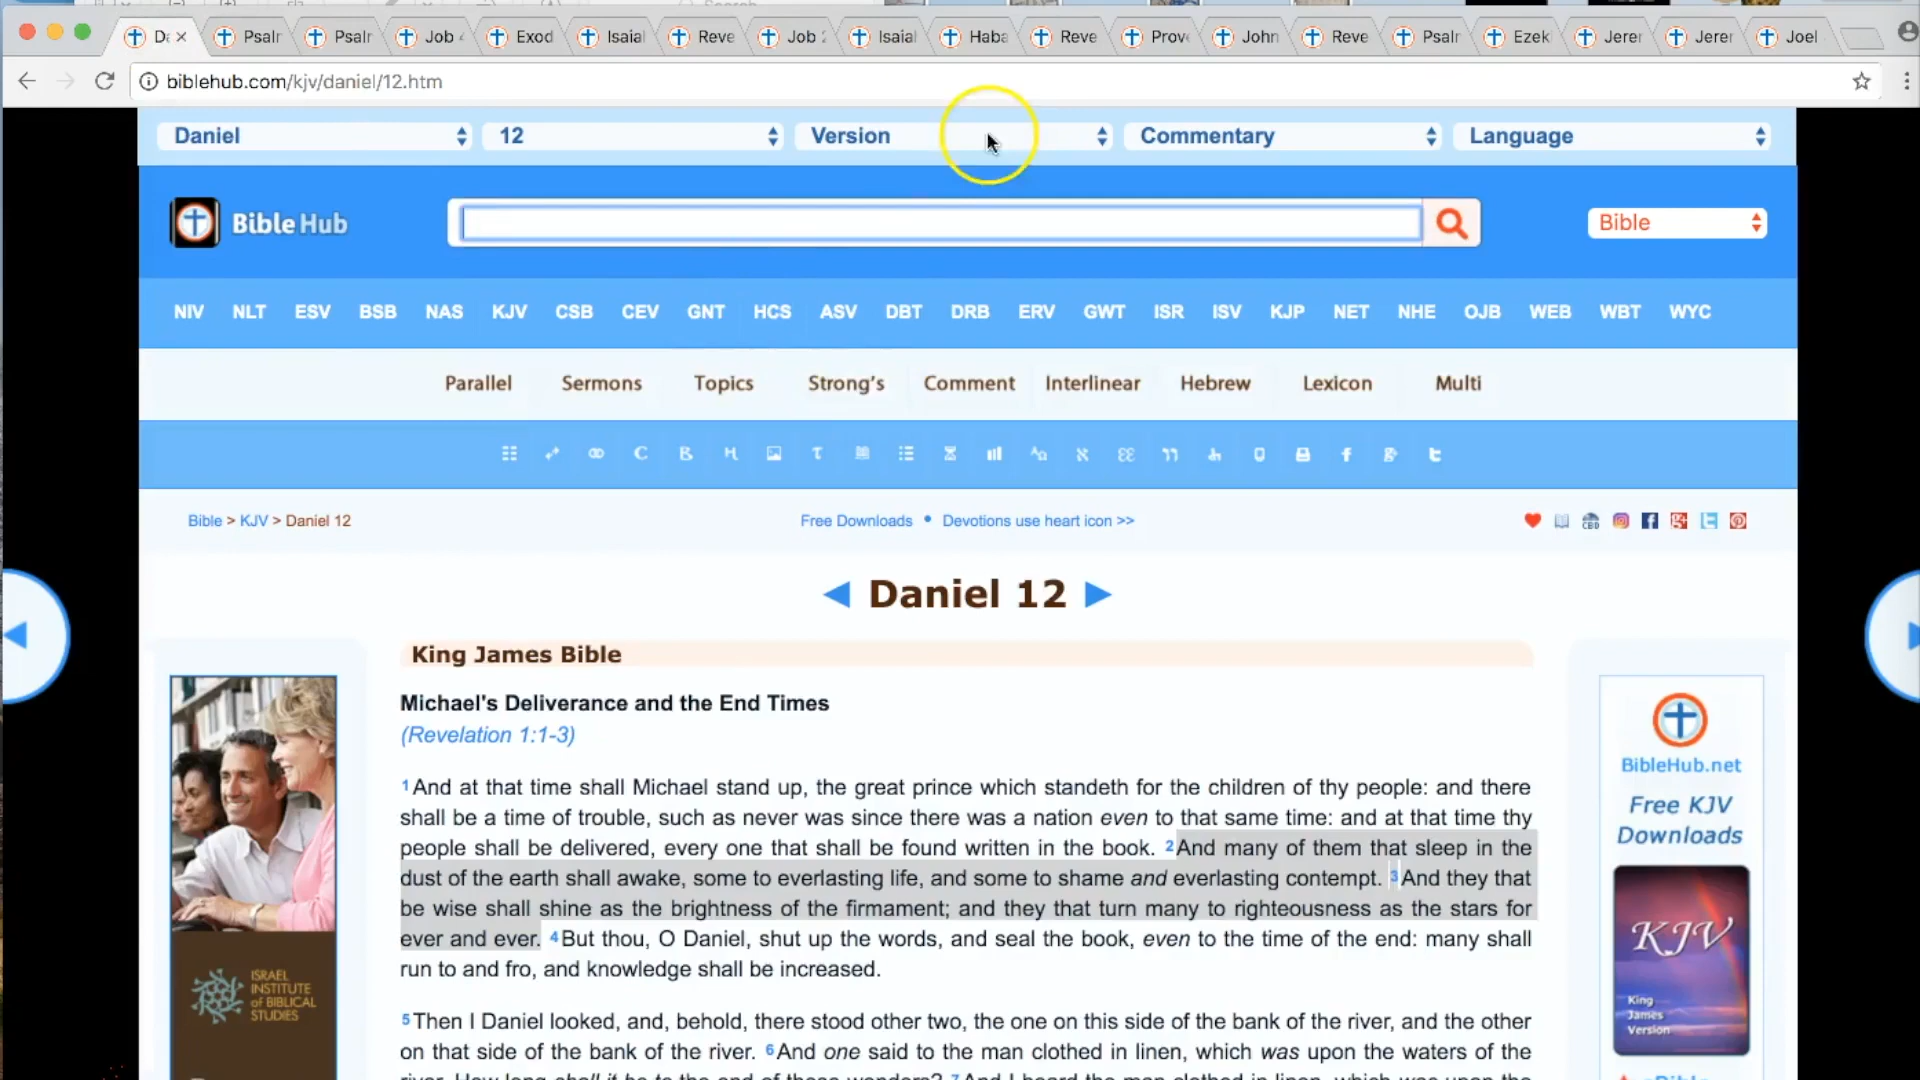 Psalr
Psalr
Job
Exod
Isaial
Reve
Job 2
Isaial
Haba
Reve
Prove
John
Reve
Psalr
Ezek
Jerer
Jerer
Joel
biblehub.com/kjv/daniel/12.htm
Daniel 12 Version Commentary Language
Bible Hub
Bible
NIV NLT ESV BSB NAS KJV CSB CEV GNT HCS ASV DBT DRB ERV GWT ISR ISV KJP NET NHE OJB WEB WBT WYC
Parallel Sermons Topics Strong's Comment Interlinear Hebrew Lexicon Multi
Bible > KJV > Daniel 12
Free Downloads • Devotions use heart icon >>
◄ Daniel 12 ►
King James Bible
Michael's Deliverance and the End Times
(Revelation 1:1-3)
1And at that time shall Michael stand up, the great prince which standeth for the children of thy people: and there
shall be a time of trouble, such as never was since there was a nation even to that same time: and at that time thy
people shall be delivered, every one that shall be found written in the book. 2And many of them that sleep in the
dust of the earth shall awake, some to everlasting life, and some to shame and everlasting contempt. 3And they that
be wise shall shine as the brightness of the firmament; and they that turn many to righteousness as the stars for
ever and ever. 4But thou, O Daniel, shut up the words, and seal the book, even to the time of the end: many shall
run to and fro, and knowledge shall be increased.
5Then I Daniel looked, and, behold, there stood other two, the one on this side of the bank of the river, and the other
on that side of the bank of the river. 6And one said to the man clothed in linen, which was upon the waters of the
ISRAEL
INSTITUTE
of BIBLICAL
STUDIES
BibleHub.net
Free KJV
Downloads
KJV
King
James
Version